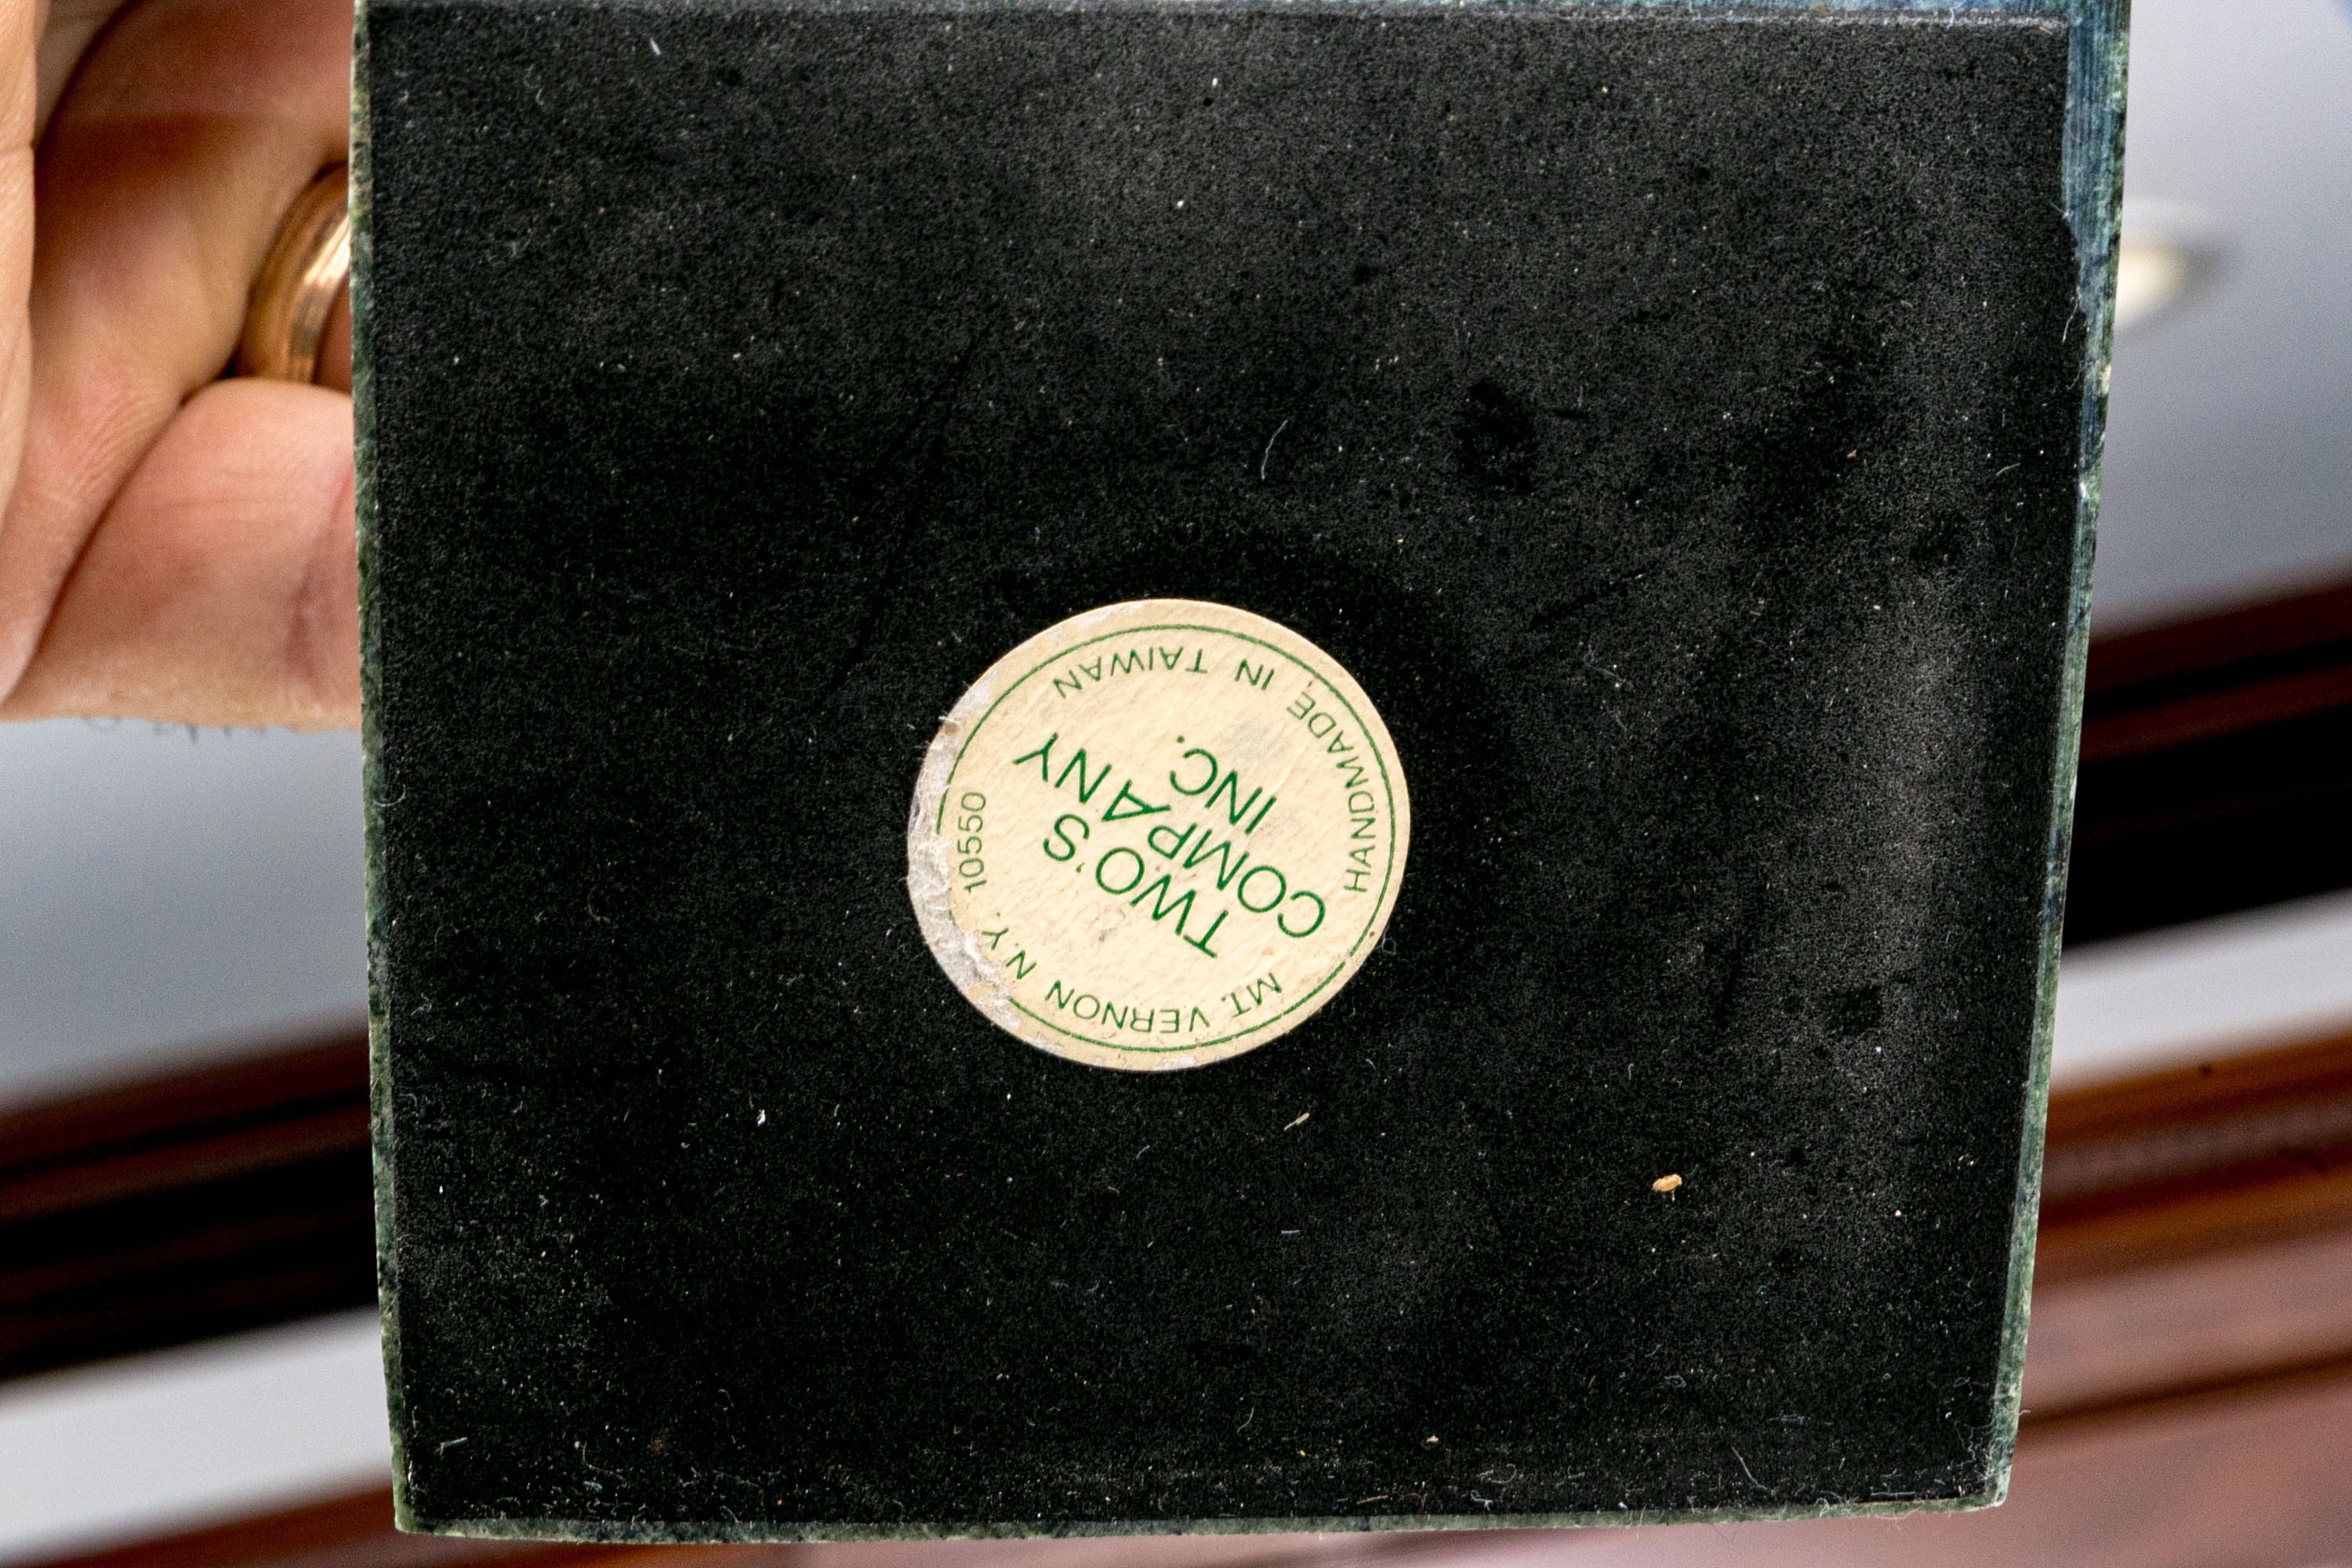 HANDMADE IN TAIWAN
TWO'S
COMPANY
INC.
MT. VERNON N.Y. 10550